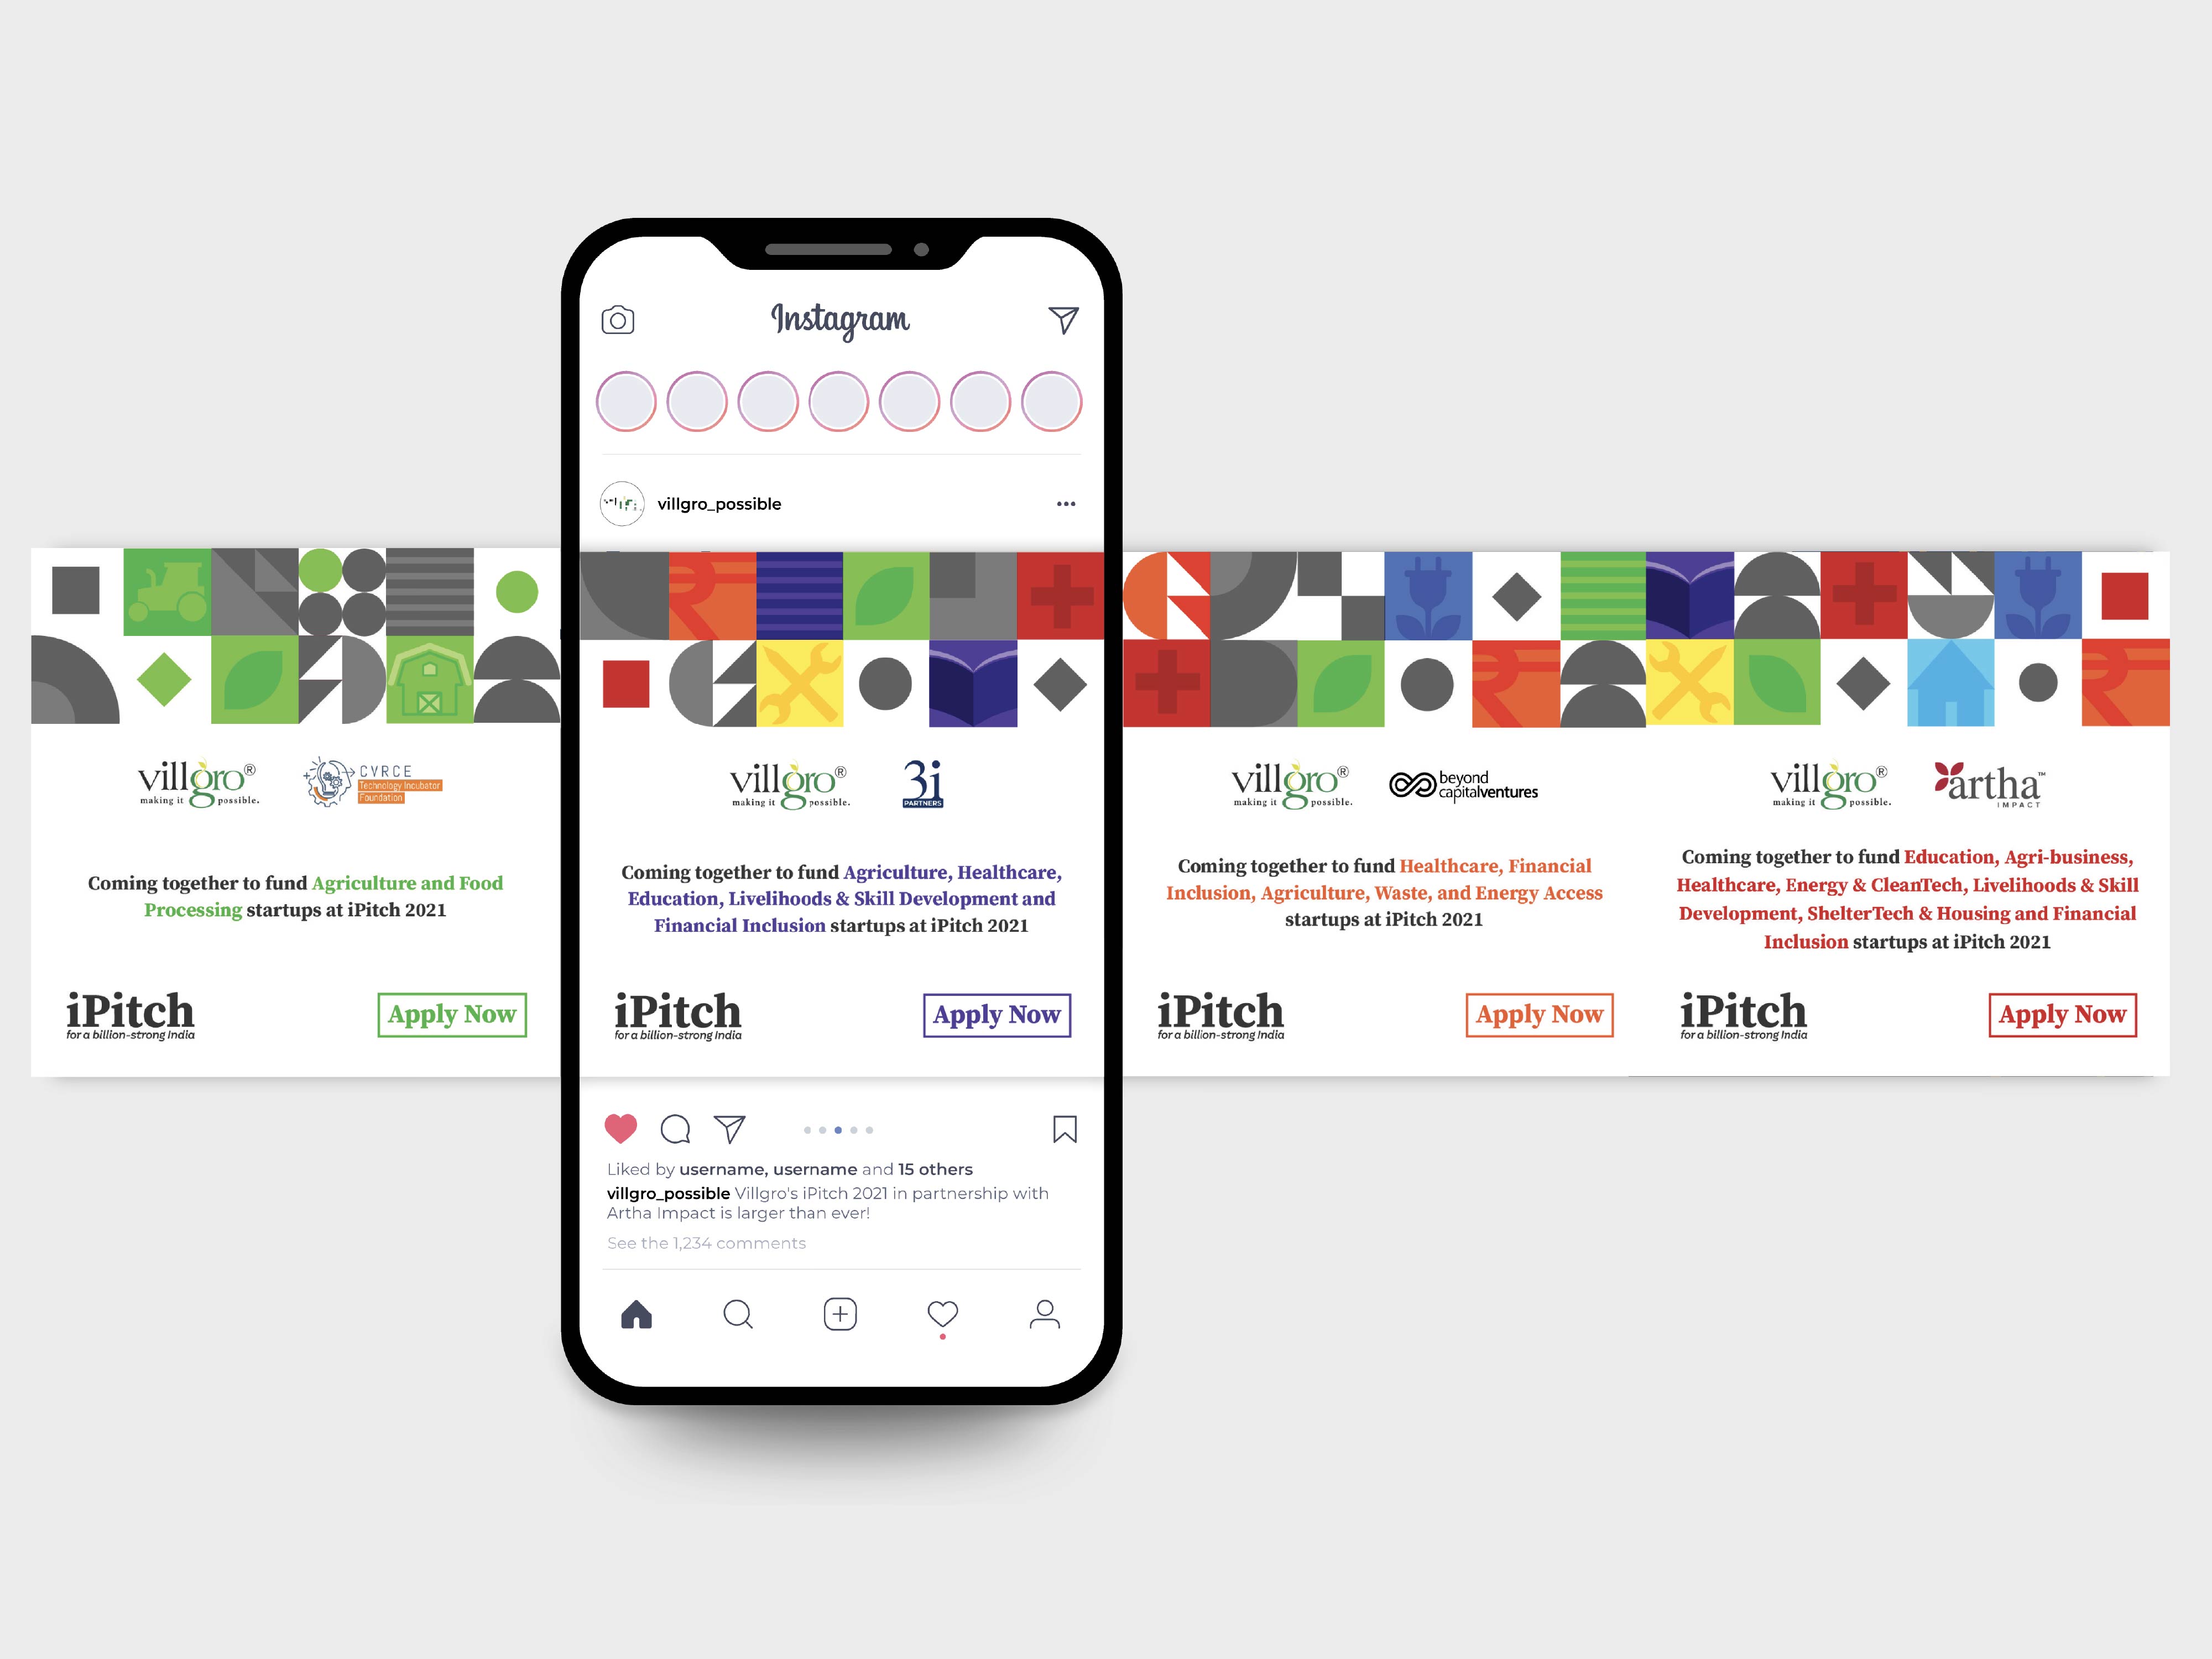 Instagram
villgro_possible
villgro®
making it possible.
CVRCE
Technology Incubator
Foundation
Coming together to fund Agriculture and Food
Processing startups at iPitch 2021
iPitch
for a billion-strong India
Apply Now
villgro®
making it possible.
3i
PARTNERS
Coming together to fund Agriculture, Healthcare,
Education, Livelihoods & Skill Development and
Financial Inclusion startups at iPitch 2021
iPitch
for a billion-strong India
Apply Now
villgro®
making it possible.
beyond
capitalventures
Coming together to fund Healthcare, Financial
Inclusion, Agriculture, Waste, and Energy Access
startups at iPitch 2021
iPitch
for a billion-strong India
Apply Now
villgro®
making it possible.
artha™
IMPACT
Coming together to fund Education, Agri-business,
Healthcare, Energy & CleanTech, Livelihoods & Skill
Development, ShelterTech & Housing and Financial
Inclusion startups at iPitch 2021
iPitch
for a billion-strong India
Apply Now
Liked by username, username and 15 others
villgro_possible Villgro's iPitch 2021 in partnership with
Artha Impact is larger than ever!
See the 1,234 comments